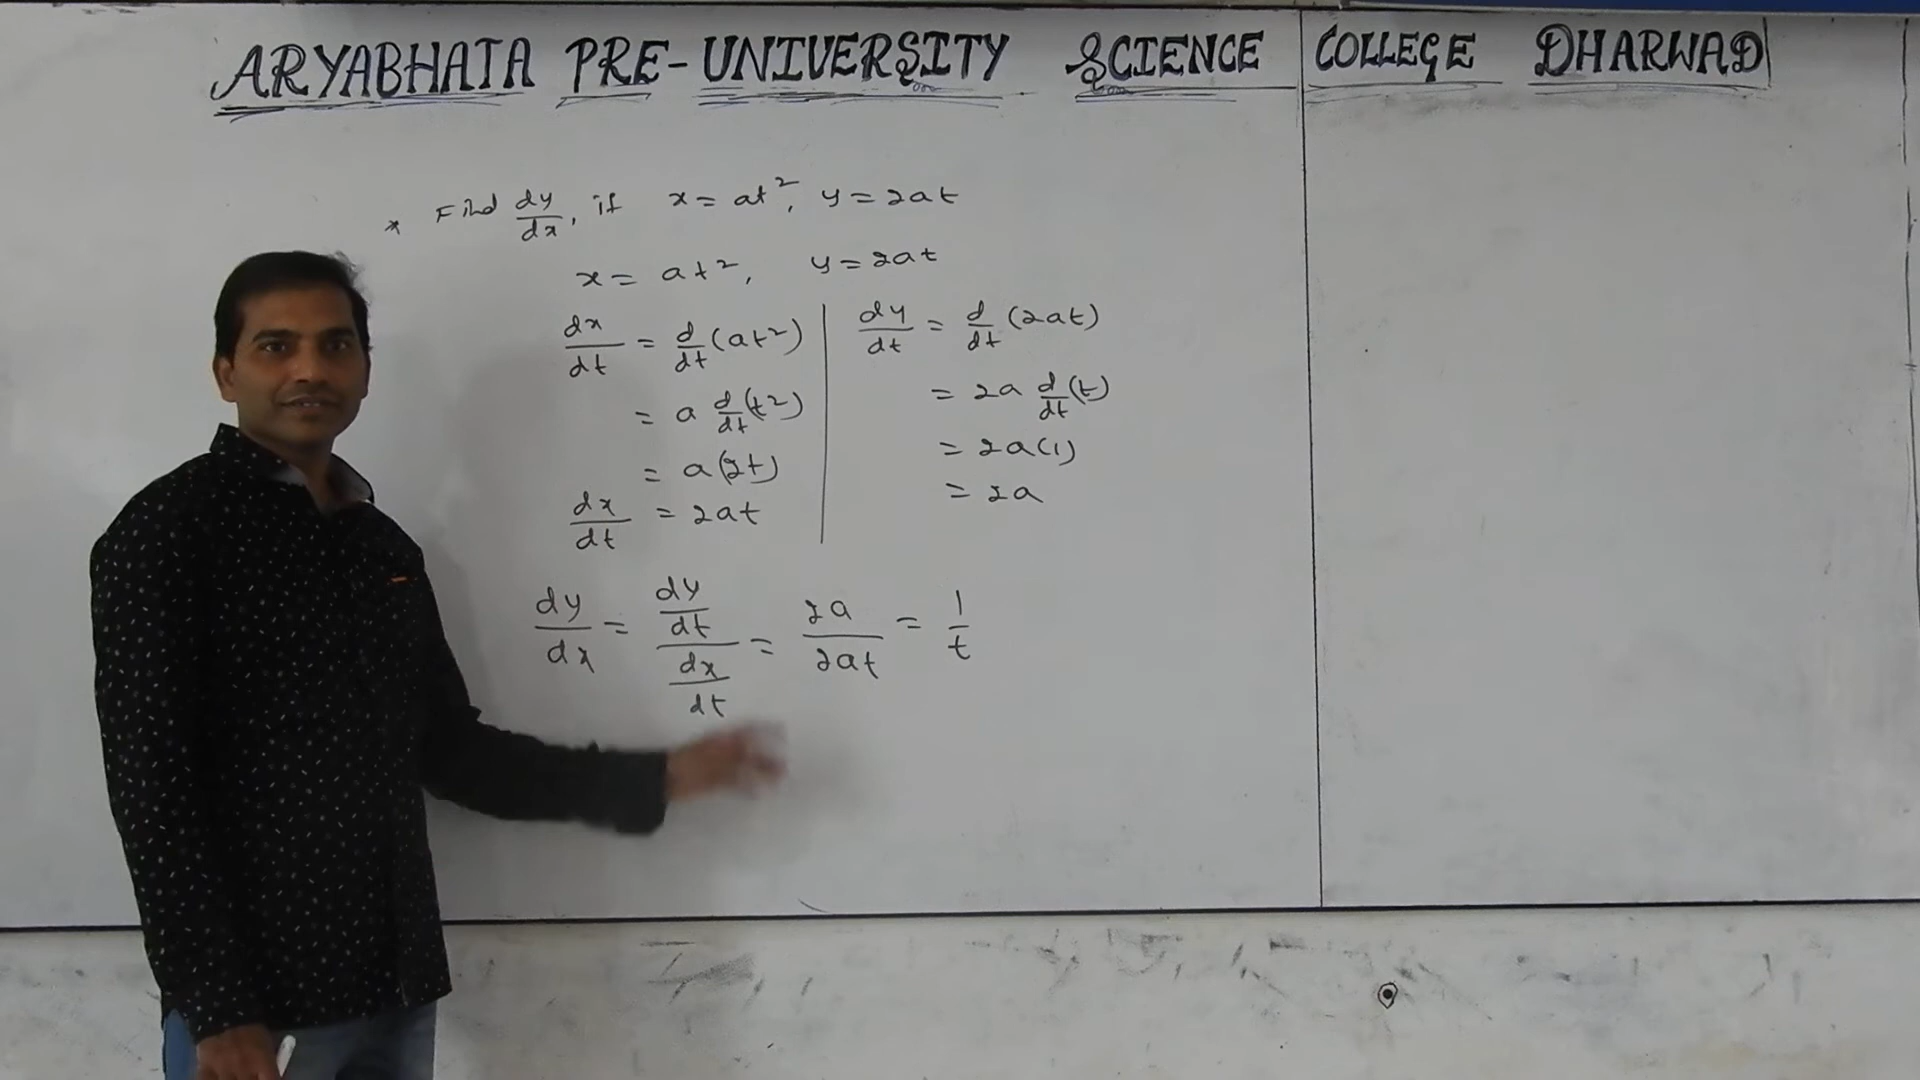 ARYABHATA PRE-UNIVERSITY SCIENCE COLLEGE DHARWAD
* Find dy/dx, if x = at², y = 2at
x = at², y = 2at
dx/dt = d/dt (at²)
= a d/dt (t²)
= a(2t)
dx/dt = 2at
dy/dt = d/dt (2at)
= 2a d/dt (t)
= 2a(1)
= 2a
dy/dx = (dy/dt)/(dx/dt) = 2a/2at = 1/t